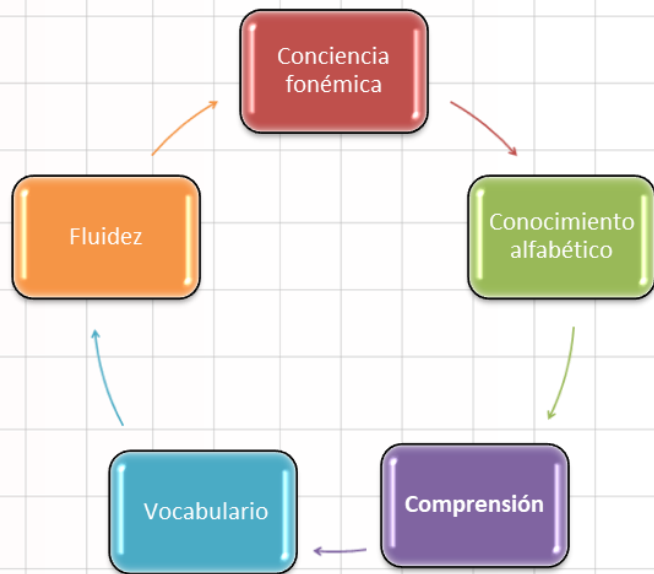 Conciencia
fonémica
Conocimiento
alfabético
Comprensión
Vocabulario
Fluidez